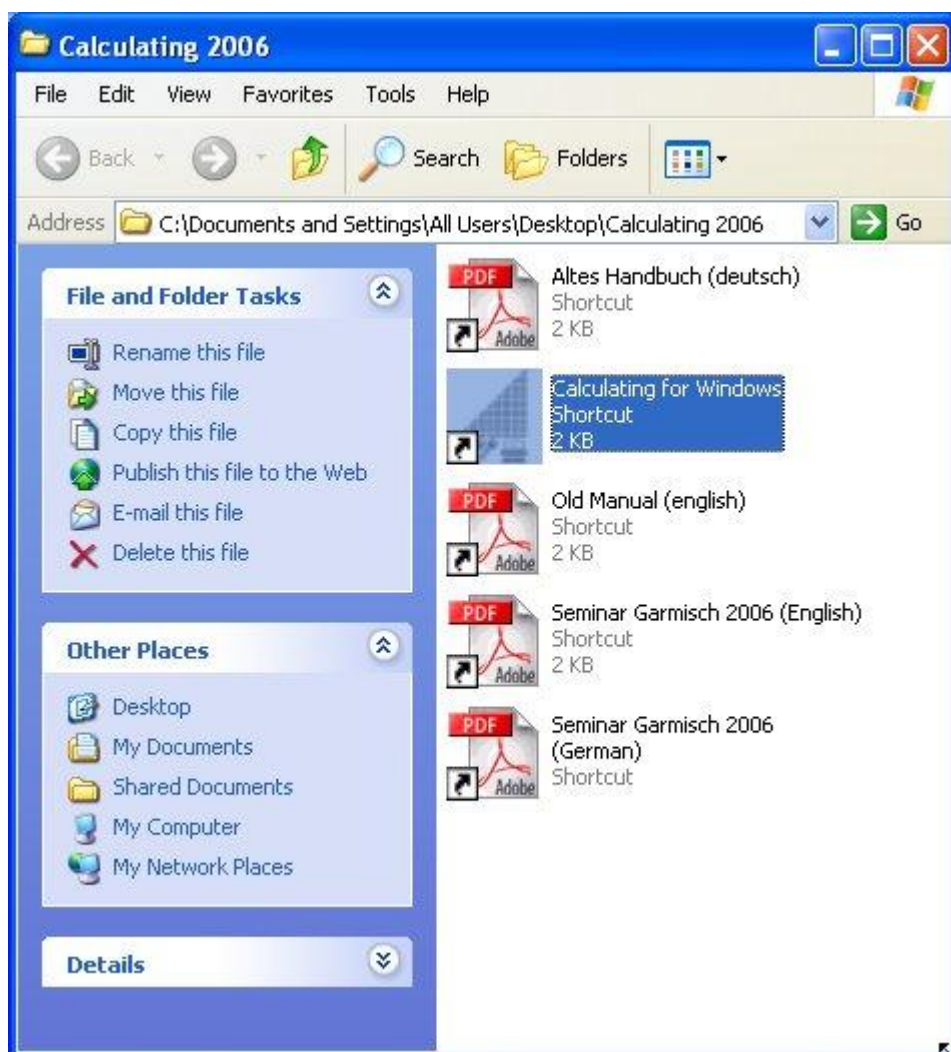 Calculating 2006
File Edit View Favorites Tools Help
Back Search Folders
Address C:\Documents and Settings\All Users\Desktop\Calculating 2006 Go
File and Folder Tasks
Rename this file
Move this file
Copy this file
Publish this file to the Web
E-mail this file
Delete this file
Other Places
Desktop
My Documents
Shared Documents
My Computer
My Network Places
Details
PDF
Adobe
Altes Handbuch (deutsch)
Shortcut
2 KB
Calculating for Windows
Shortcut
2 KB
PDF
Adobe
Old Manual (english)
Shortcut
2 KB
PDF
Adobe
Seminar Garmisch 2006 (English)
Shortcut
2 KB
PDF
Adobe
Seminar Garmisch 2006
(German)
Shortcut